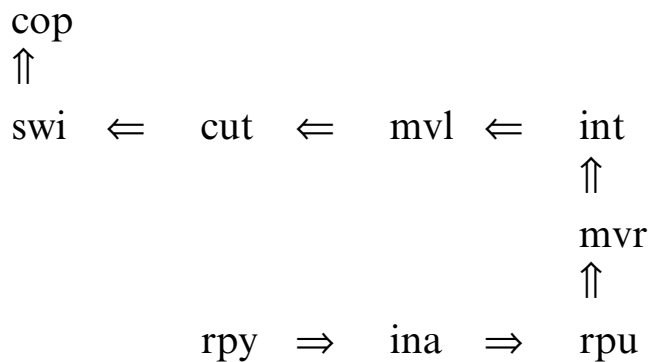 cop
⇑
swi ⇐ cut ⇐ mvl ⇐ int
⇑
mvr
⇑
rpy ⇒ ina ⇒ rpu